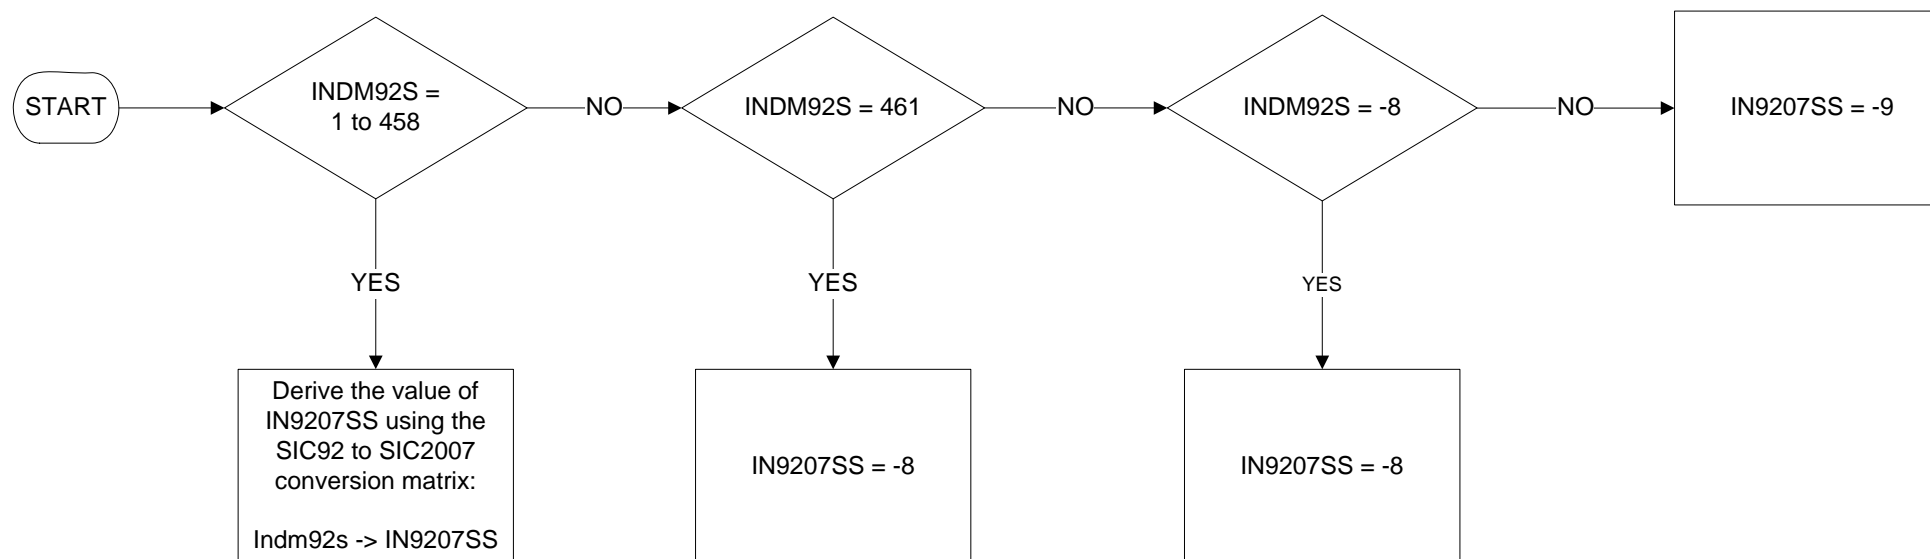 START
INDM92S =
1 to 458
NO
INDM92S = 461
NO
INDM92S = -8
NO
IN9207SS = -9
YES
YES
YES
Derive the value of
IN9207SS using the
SIC92 to SIC2007
conversion matrix:
Indm92s -> IN9207SS
IN9207SS = -8
IN9207SS = -8